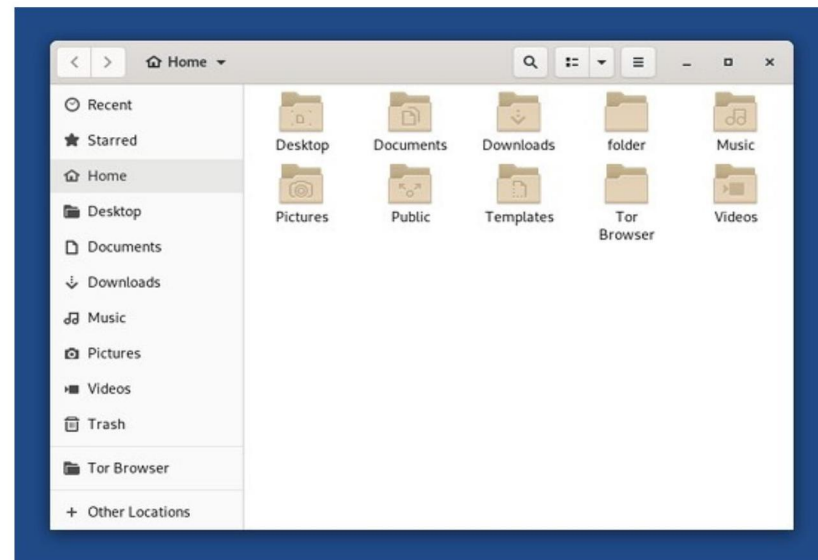 Home
Recent
Starred
Home
Desktop
Documents
Downloads
Music
Pictures
Videos
Trash
Tor Browser
+ Other Locations
Desktop
Documents
Downloads
folder
Music
Pictures
Public
Templates
Tor
Browser
Videos